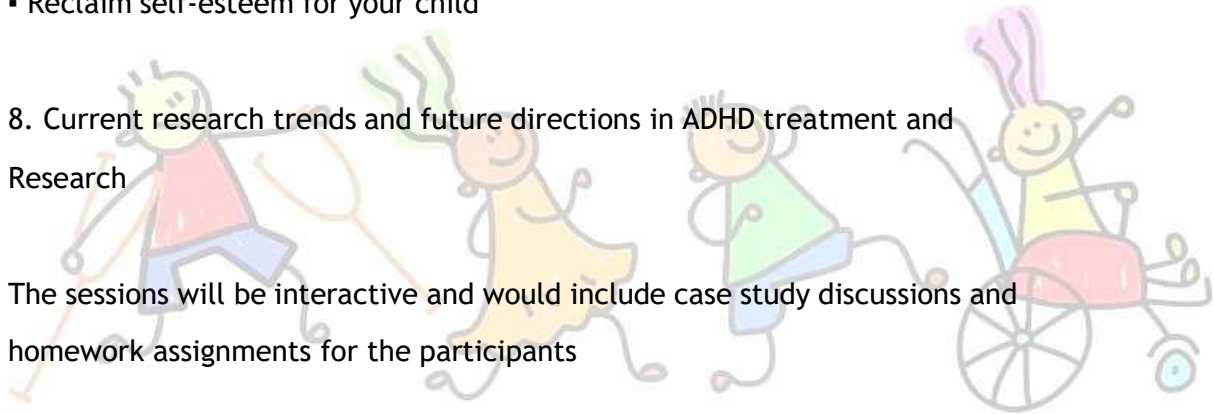 ▪ Reclaim self-esteem for your child
8. Current research trends and future directions in ADHD treatment and
Research
The sessions will be interactive and would include case study discussions and
homework assignments for the participants